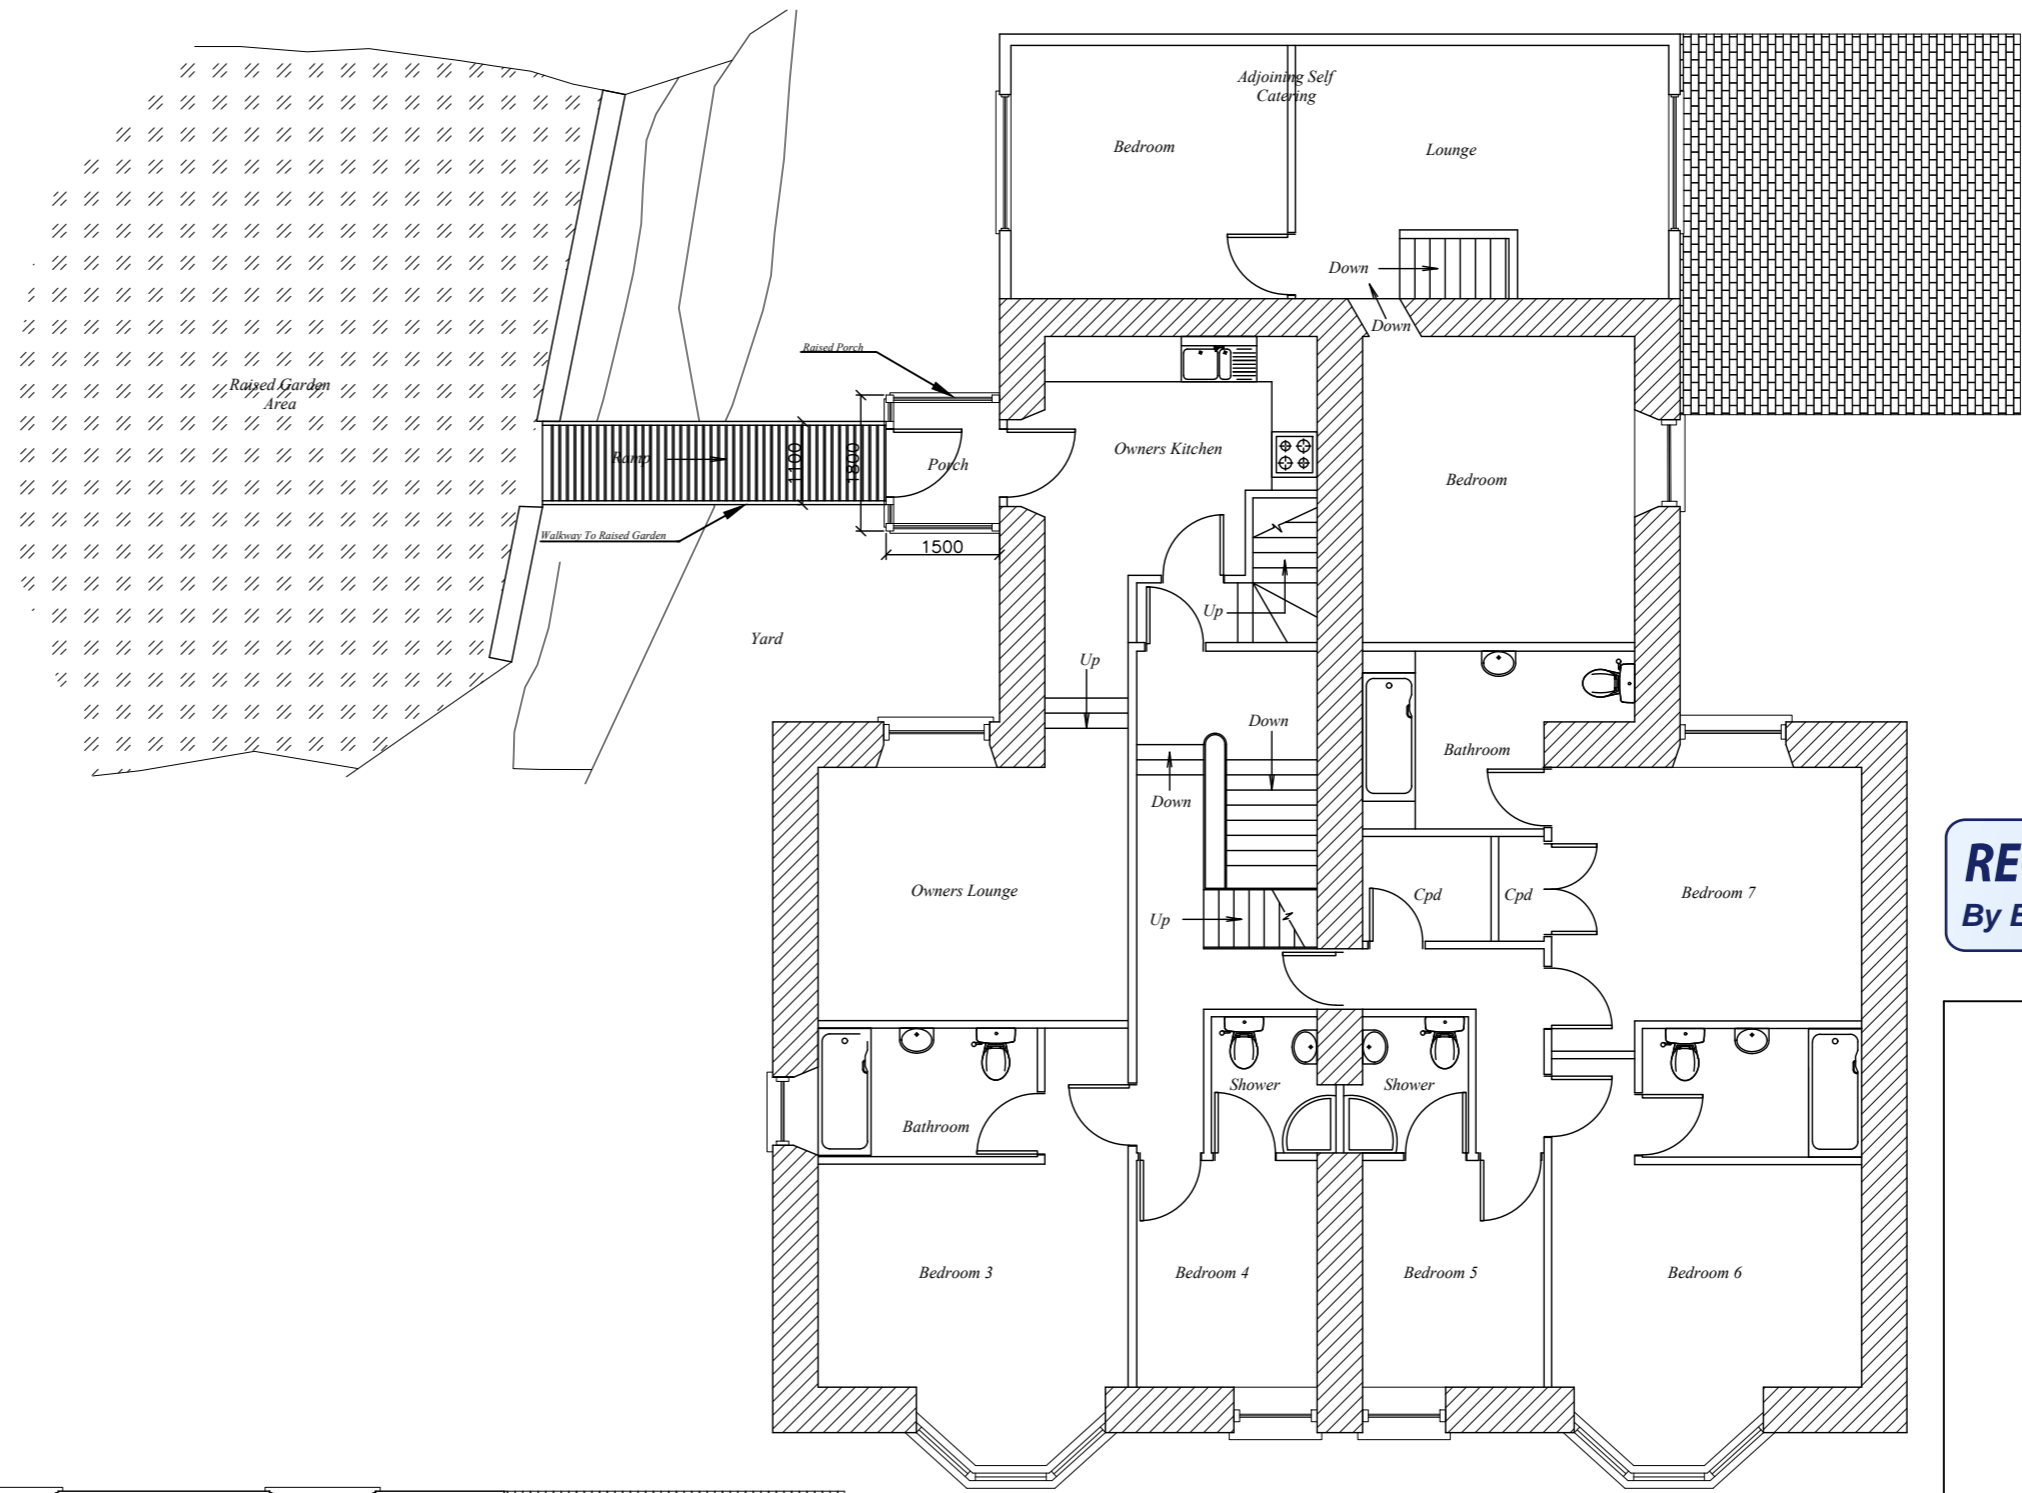 Adjoining Self
Catering
Bedroom
Lounge
Down
Down
Raised Porch
Raised Garden
Area
Ramp
1100
1800
Porch
Owners Kitchen
Bedroom
Walkway To Raised Garden
1500
Up
Yard
Up
Down
Bathroom
Down
Owners Lounge
Up
Cpd
Cpd
Bedroom 7
RE
By E
Shower
Shower
Bathroom
Bedroom 3
Bedroom 4
Bedroom 5
Bedroom 6